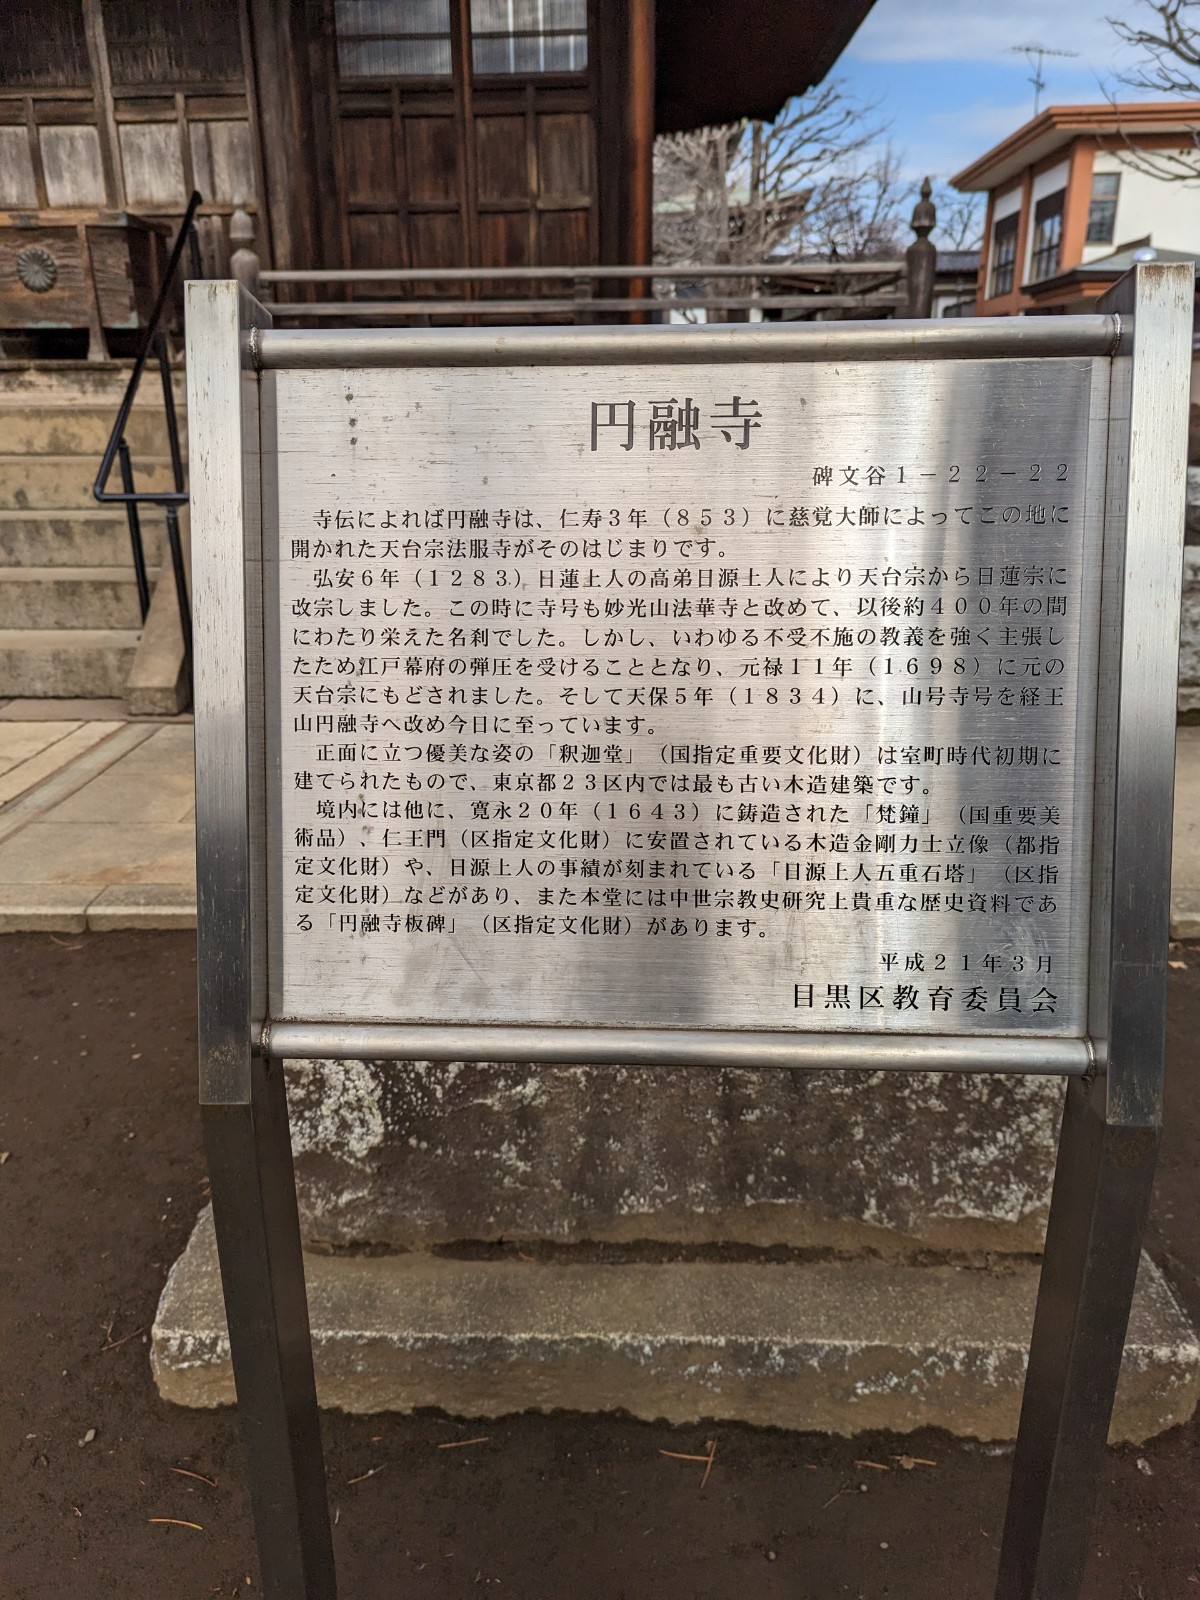 円融寺
碑文谷１－２２－２２
寺伝によれば円融寺は、仁寿３年（８５３）に慈覚大師によってこの地に
開かれた天台宗法服寺がそのはじまりです。
弘安６年（１２８３）日蓮上人の高弟日源上人により天台宗から日蓮宗に
改宗しました。この時に寺号も妙光山法華寺と改めて、以後約４００年の間
にわたり栄えた名刹でした。しかし、いわゆる不受不施の教義を強く主張し
たため江戸幕府の弾圧を受けることとなり、元禄１１年（１６９８）に元の
天台宗にもどされました。そして天保５年（１８３４）に、山号寺号を経王
山円融寺へ改め今日に至っています。
正面に立つ優美な姿の「釈迦堂」（国指定重要文化財）は室町時代初期に
建てられたもので、東京都２３区内では最も古い木造建築です。
境内には他に、寛永２０年（１６４３）に鋳造された「梵鐘」（国重要美
術品）、仁王門（区指定文化財）に安置されている木造金剛力士立像（都指
定文化財）や、日源上人の事績が刻まれている「日源上人五重石塔」（区指
定文化財）などがあり、また本堂には中世宗教史研究上貴重な歴史資料であ
る「円融寺板碑」（区指定文化財）があります。
平成２１年３月
目黒区教育委員会